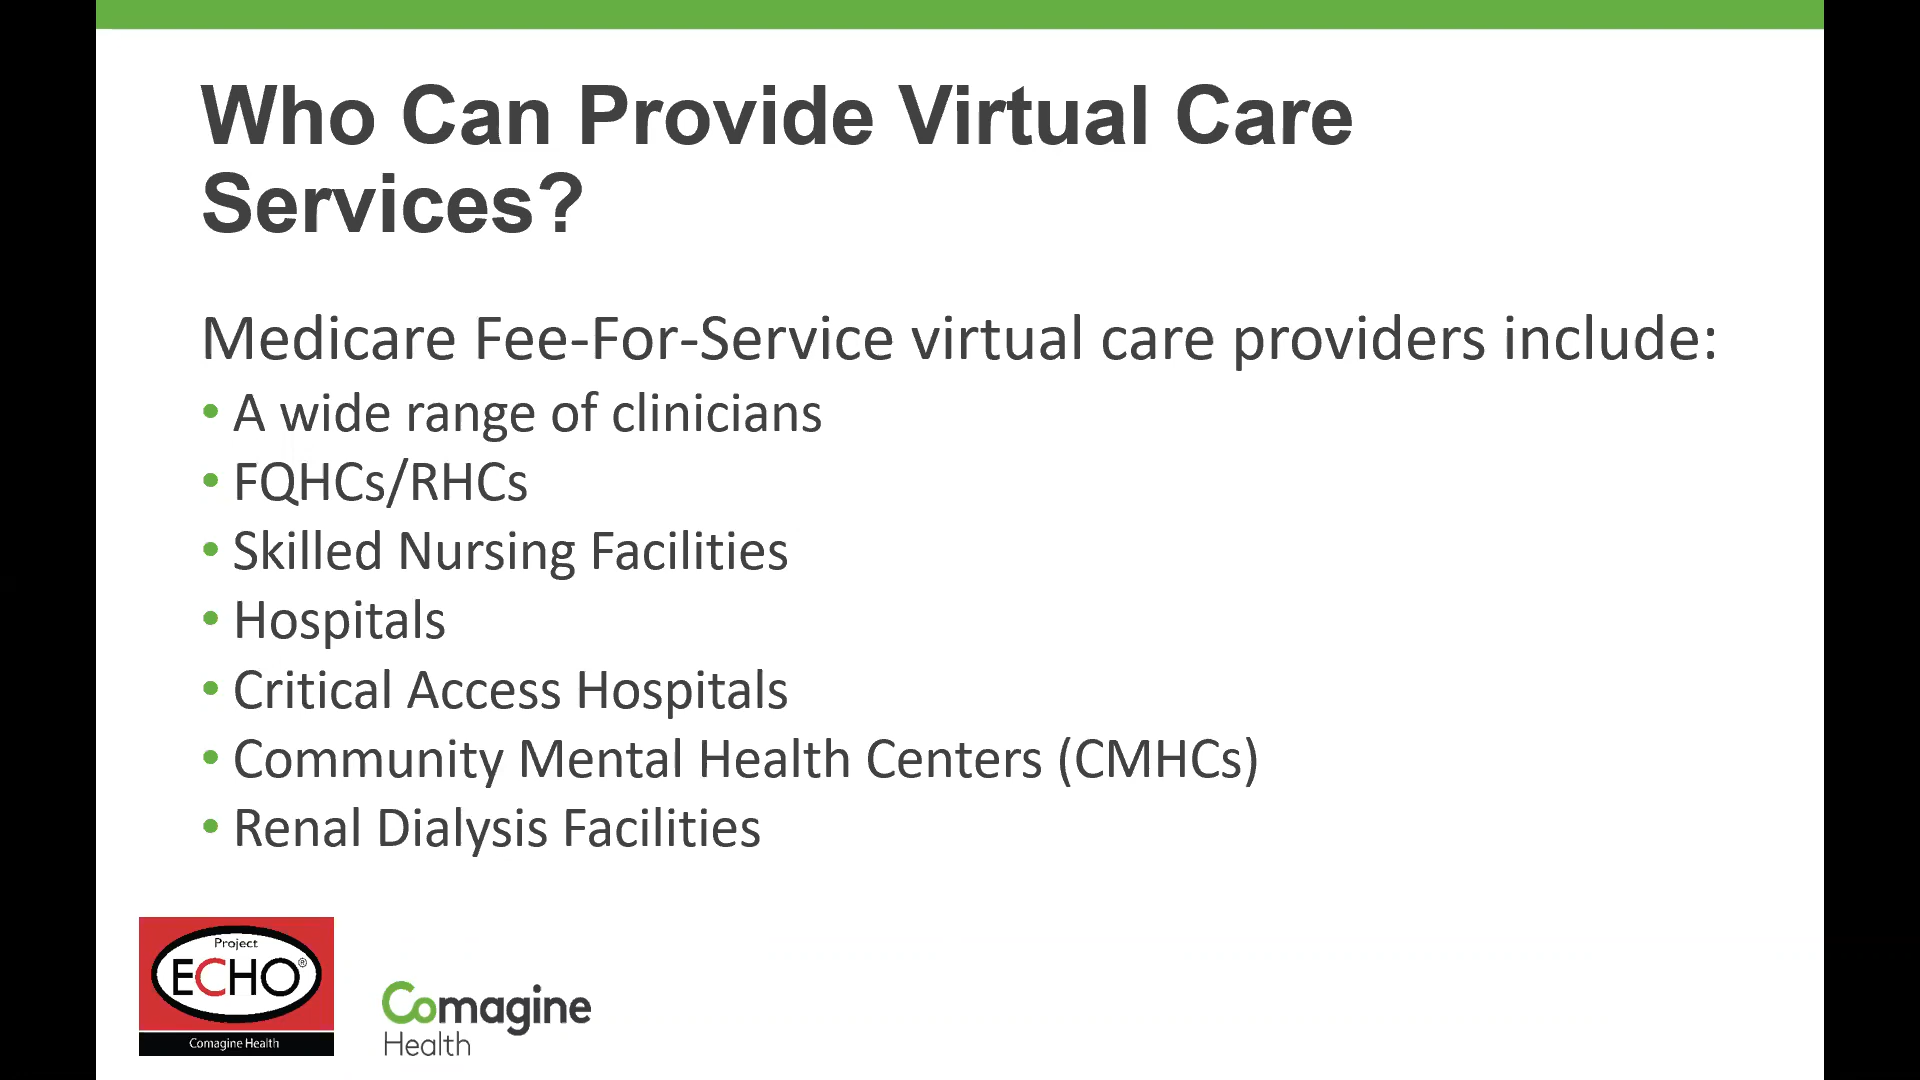 Who Can Provide Virtual Care
Services?
Medicare Fee-For-Service virtual care providers include:
• A wide range of clinicians
• FQHCs/RHCs
• Skilled Nursing Facilities
• Hospitals
• Critical Access Hospitals
• Community Mental Health Centers (CMHCs)
• Renal Dialysis Facilities
Project
ECHO®
Comagine Health
Comagine
Health